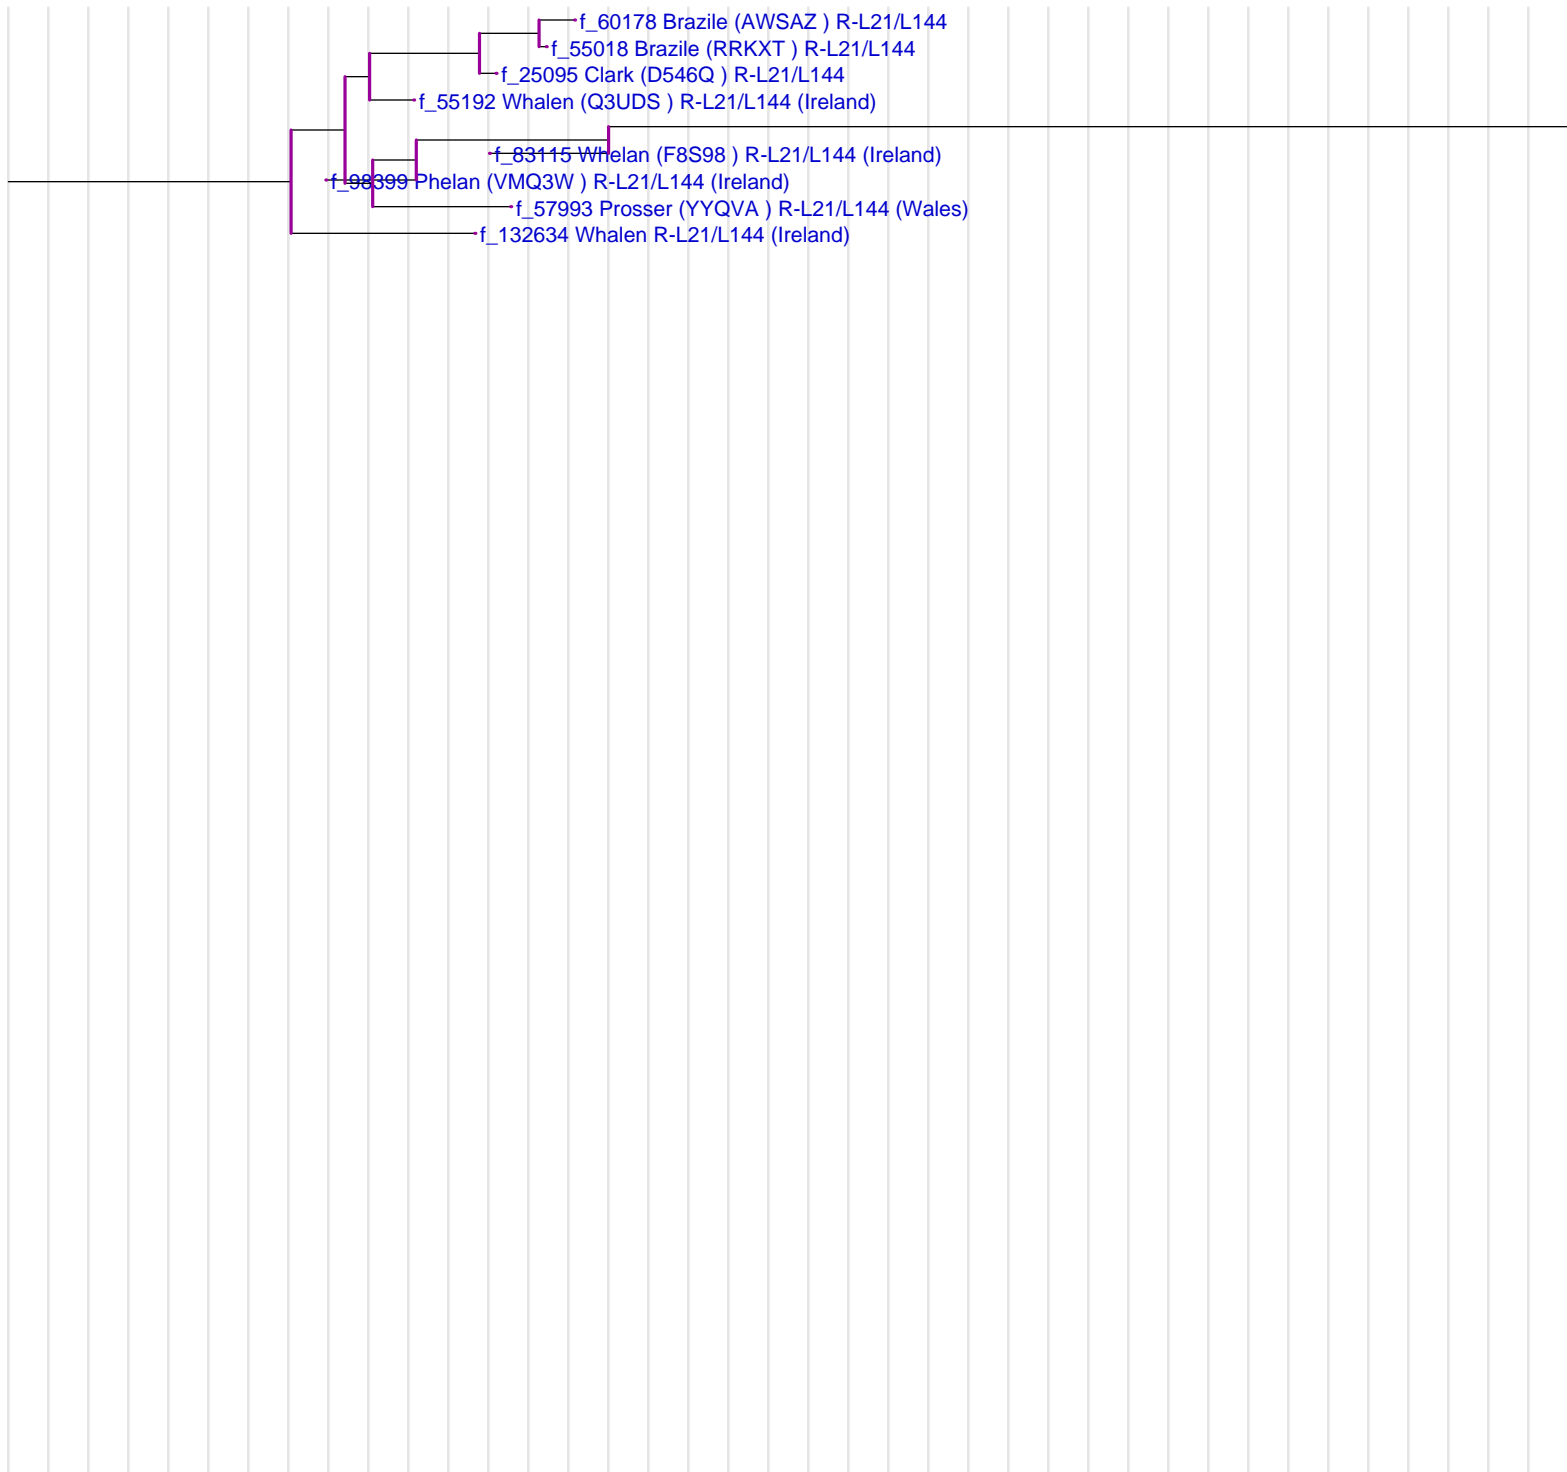 f_60178 Brazile (AWSAZ ) R-L21/L144
f_55018 Brazile (RRKXT ) R-L21/L144
f_25095 Clark (D546Q ) R-L21/L144
f_55192 Whalen (Q3UDS ) R-L21/L144 (Ireland)
f_83115 Whelan (F8S98 ) R-L21/L144 (Ireland)
f_98399 Phelan (VMQ3W ) R-L21/L144 (Ireland)
f_57993 Prosser (YYQVA ) R-L21/L144 (Wales)
f_132634 Whalen R-L21/L144 (Ireland)